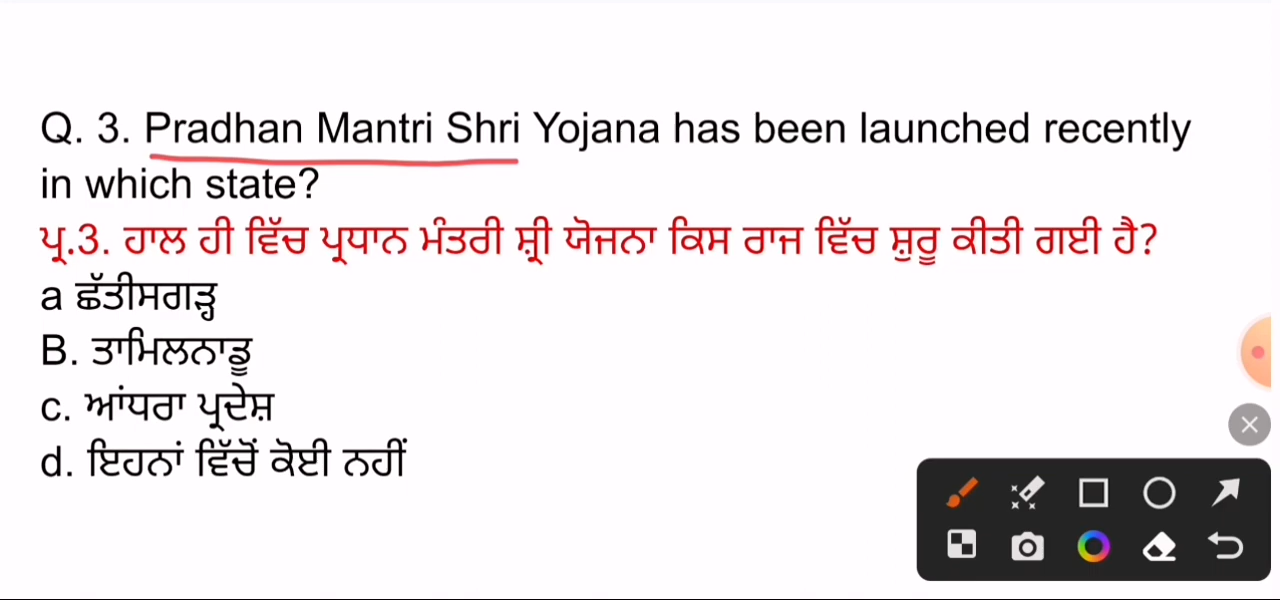 Q. 3. Pradhan Mantri Shri Yojana has been launched recently
in which state?
ਪ੍ਰ.3. ਹਾਲ ਹੀ ਵਿੱਚ ਪ੍ਰਧਾਨ ਮੰਤਰੀ ਸ਼੍ਰੀ ਯੋਜਨਾ ਕਿਸ ਰਾਜ ਵਿੱਚ ਸ਼ੁਰੂ ਕੀਤੀ ਗਈ ਹੈ?
a ਛੱਤੀਸਗੜ੍ਹ
B. ਤਾਮਿਲਨਾਡੂ
c. ਆਂਧਰਾ ਪ੍ਰਦੇਸ਼
d. ਇਹਨਾਂ ਵਿੱਚੋਂ ਕੋਈ ਨਹੀਂ